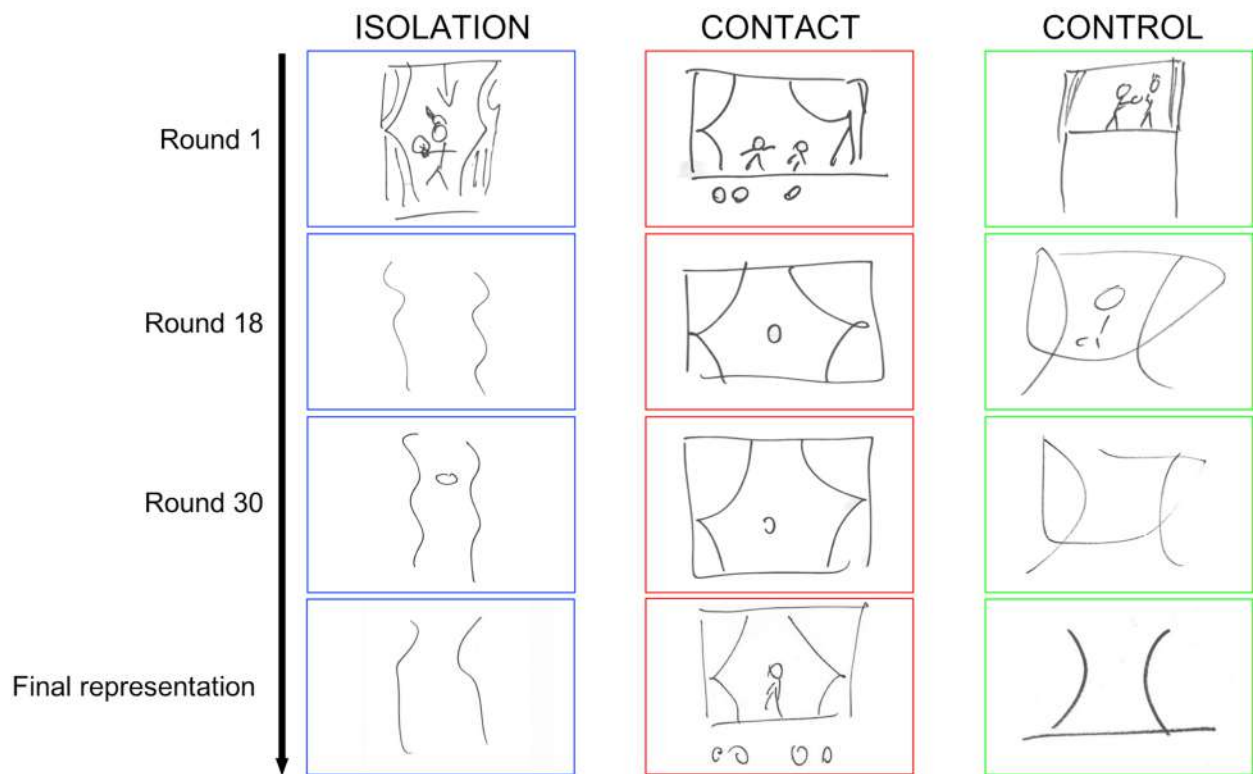 ISOLATION
CONTACT
CONTROL
Round 1
Round 18
Round 30
Final representation